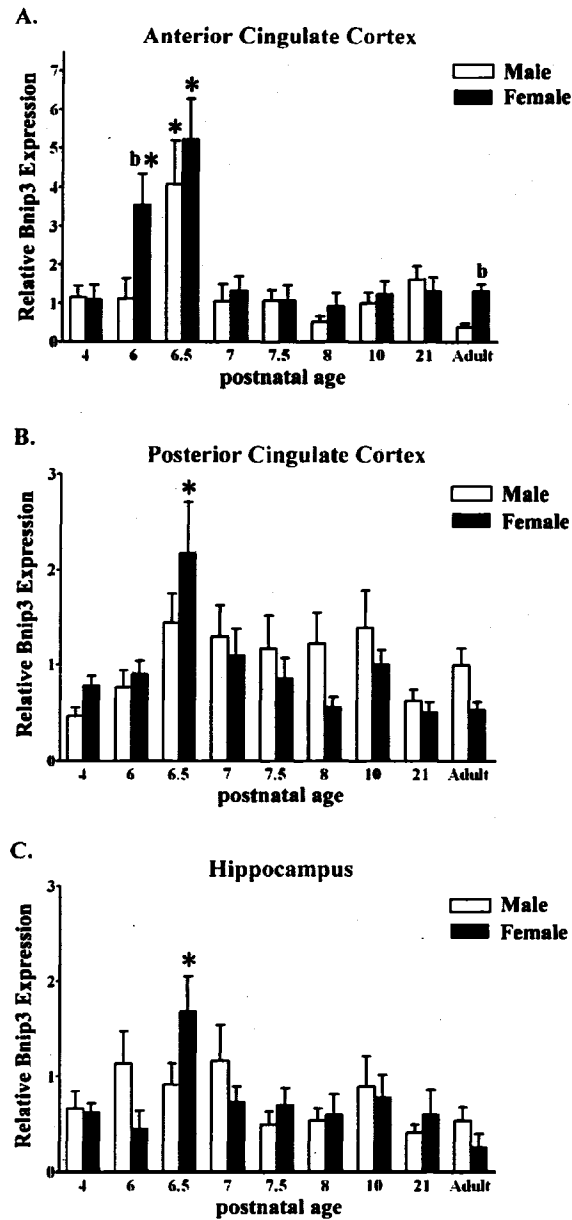 A.
Anterior Cingulate Cortex
Male
Female
Relative Bnip3 Expression
7
6
5
4
3
2
1
0
b *
*
*
b
4 6 6.5 7 7.5 8 10 21 Adult
postnatal age
B.
Posterior Cingulate Cortex
Male
Female
Relative Bnip3 Expression
3
2
1
0
*
4 6 6.5 7 7.5 8 10 21 Adult
postnatal age
C.
Hippocampus
Male
Female
Relative Bnip3 Expression
3
2
1
0
*
4 6 6.5 7 7.5 8 10 21 Adult
postnatal age